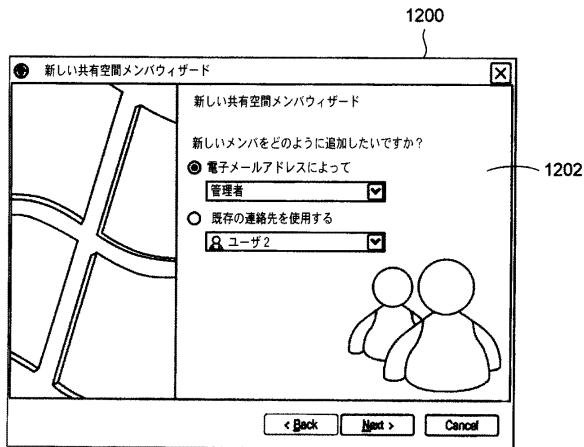 1200
新しい共有空間メンバウィザード
新しい共有空間メンバウィザード
新しいメンバをどのように追加したいですか？
電子メールアドレスによって
1202
管理者
既存の連絡先を使用する
ユーザ2
< Back
Next >
Cancel